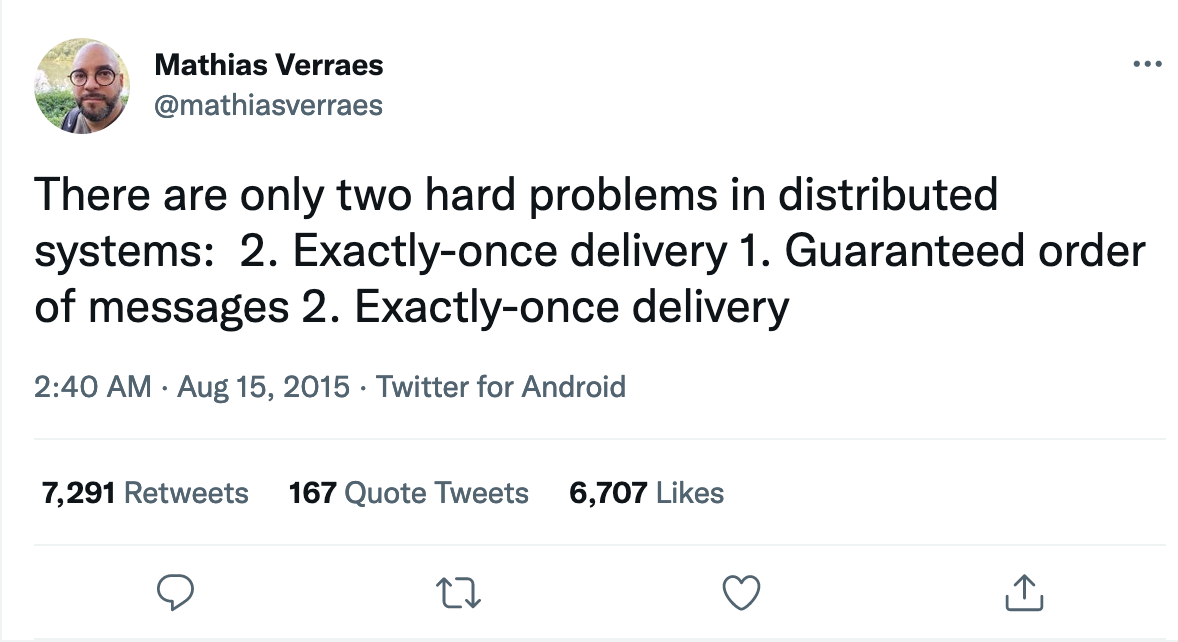 Mathias Verraes
@mathiasverraes
There are only two hard problems in distributed
systems:  2. Exactly-once delivery 1. Guaranteed order
of messages 2. Exactly-once delivery
2:40 AM · Aug 15, 2015 · Twitter for Android
7,291 Retweets 167 Quote Tweets 6,707 Likes